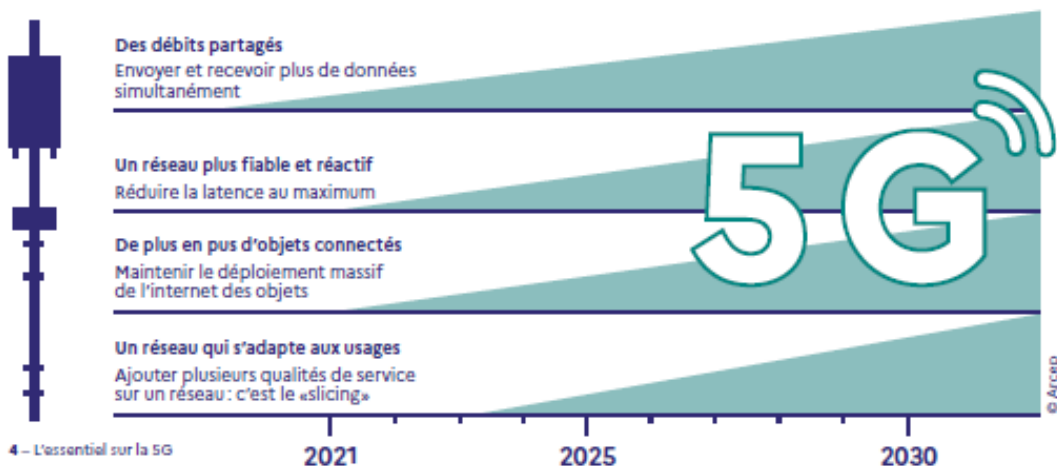 Des débits partagés
Envoyer et recevoir plus de données
simultanément
Un réseau plus fiable et réactif
Réduire la latence au maximum
De plus en pus d'objets connectés
Maintenir le déploiement massif
de l'internet des objets
Un réseau qui s'adapte aux usages
Ajouter plusieurs qualités de service
sur un réseau : c'est le «slicing»
5G
© Arcep
4 – L'essentiel sur la 5G
2021
2025
2030